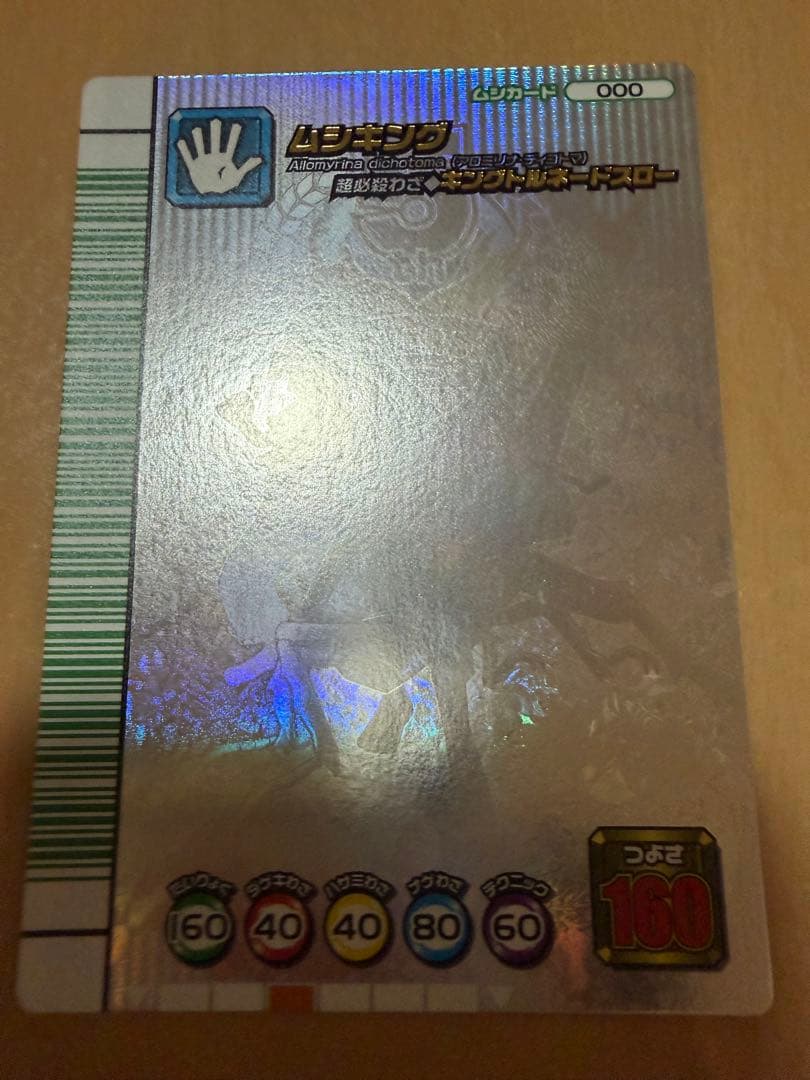 ムシカード 000
ムシキング
Allomyrina dichotoma (アロミリナ・ディコトマ)
超必殺わざ◆キングトルネードスロー
つよさ
160
たいりょく ダゲキわざ ハサミわざ ナゲわざ テクニック
160 40 40 80 60